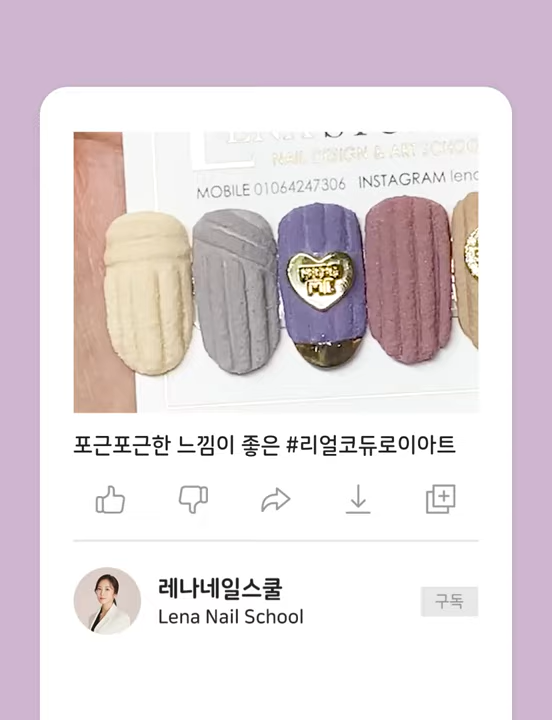 NAIL DESIGN & ART SCHOO
MOBILE 01064247306 INSTAGRAM lena
포근포근한 느낌이 좋은 #리얼코듀로이아트
레나네일스쿨
Lena Nail School
구독